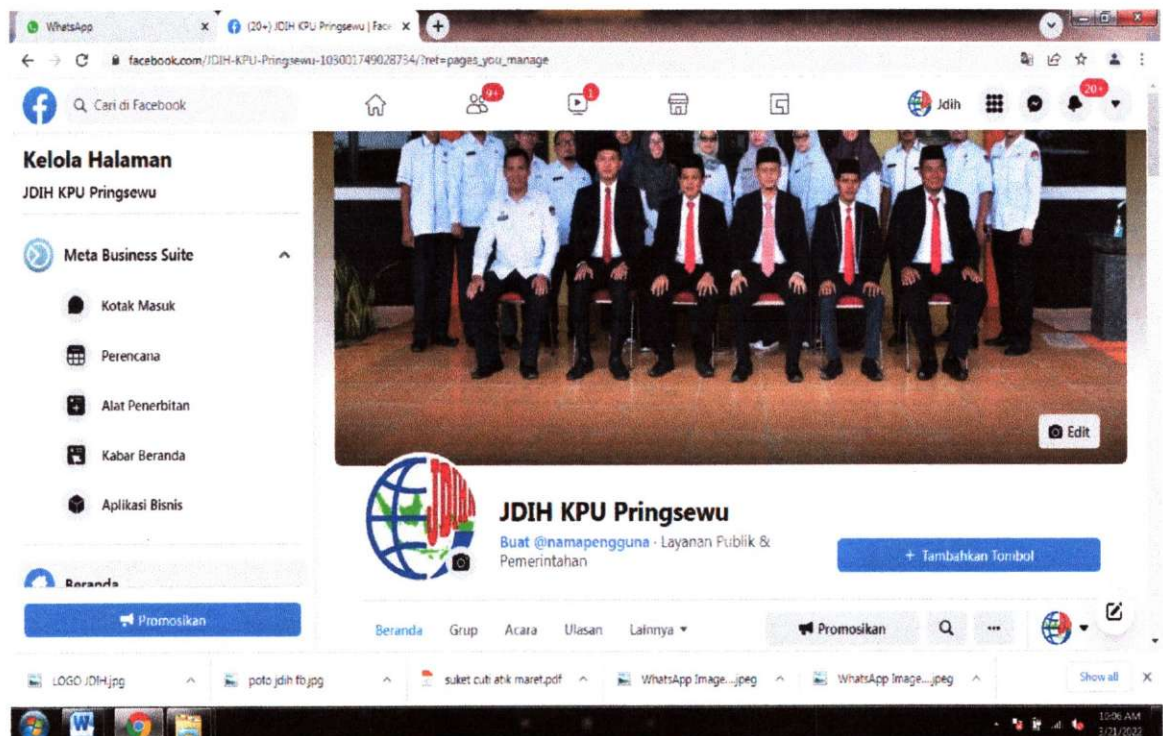 WhatsApp
(20+) JDIH KPU Pringsewu | Face
facebook.com/JDIH-KPU-Pringsewu-103001749028734/?ref=pages_you_manage
Cari di Facebook
9+
1
Jdih
20+
Kelola Halaman
JDIH KPU Pringsewu
Meta Business Suite
Kotak Masuk
Perencana
Alat Penerbitan
Kabar Beranda
Aplikasi Bisnis
Beranda
Promosikan
Edit
JDIH
JDIH KPU Pringsewu
Buat @namapengguna · Layanan Publik &
Pemerintahan
+ Tambahkan Tombol
Beranda Grup Acara Ulasan Lainnya
Promosikan
LOGO JDIH.jpg
poto jdih fb.jpg
suket cuti atik maret.pdf
WhatsApp Image....jpeg
WhatsApp Image....jpeg
Show all
10:06 AM
3/21/2022